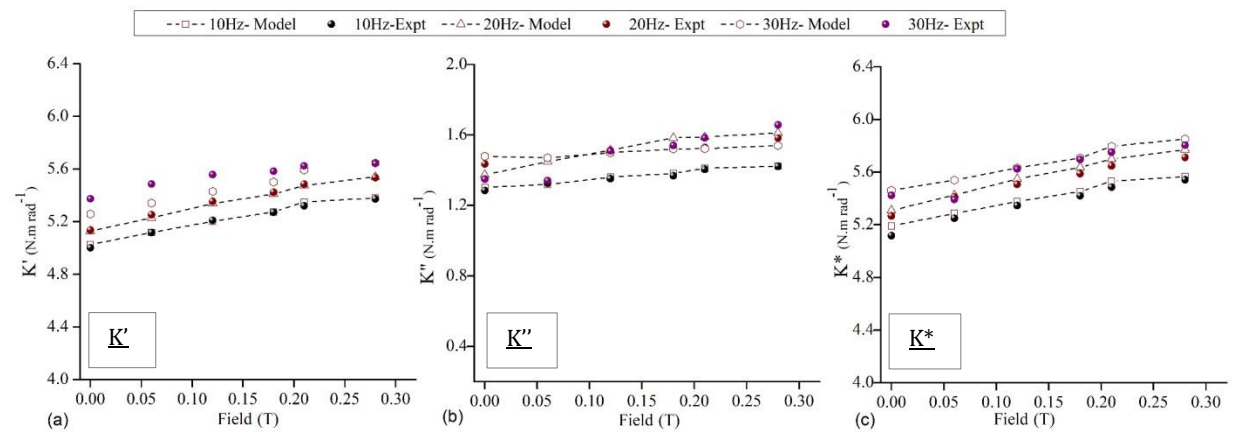 10Hz- Model 10Hz-Expt 20Hz- Model 20Hz- Expt 30Hz- Model 30Hz- Expt
6.4
6.0
5.6
5.2
4.8
4.4
4.0
K' (N.m rad⁻¹)
K’
0.00 0.05 0.10 0.15 0.20 0.25 0.30
(a) Field (T)
2.0
1.6
1.2
0.8
0.4
K" (N.m rad⁻¹)
K’’
0.00 0.05 0.10 0.15 0.20 0.25 0.30
(b) Field (T)
6.4
6.0
5.6
5.2
4.8
4.4
4.0
K* (N.m rad⁻¹)
K*
0.00 0.05 0.10 0.15 0.20 0.25 0.30
(c) Field (T)